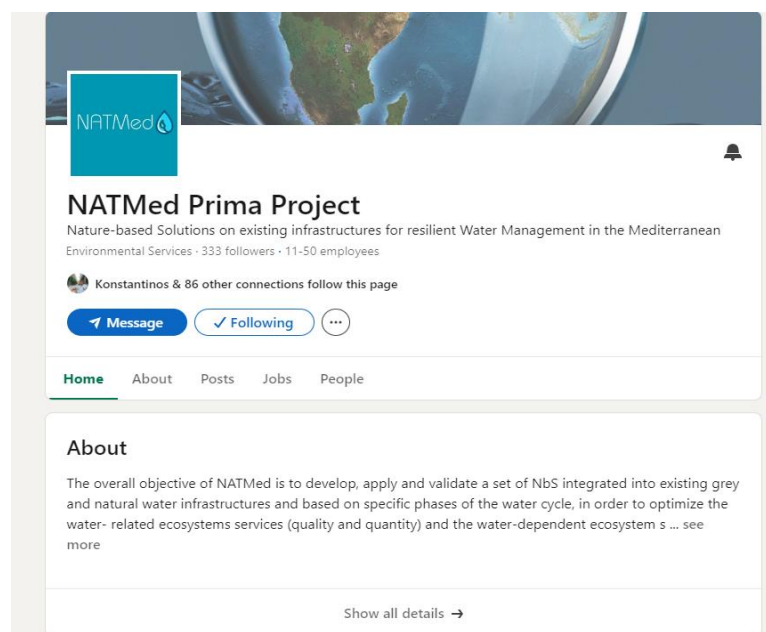 NATMed
NATMed Prima Project
Nature-based Solutions on existing infrastructures for resilient Water Management in the Mediterranean
Environmental Services · 333 followers · 11-50 employees
Konstantinos & 86 other connections follow this page
Message
Following
Home About Posts Jobs People
About
The overall objective of NATMed is to develop, apply and validate a set of NbS integrated into existing grey
and natural water infrastructures and based on specific phases of the water cycle, in order to optimize the
water- related ecosystems services (quality and quantity) and the water-dependent ecosystem s ... see
more
Show all details →